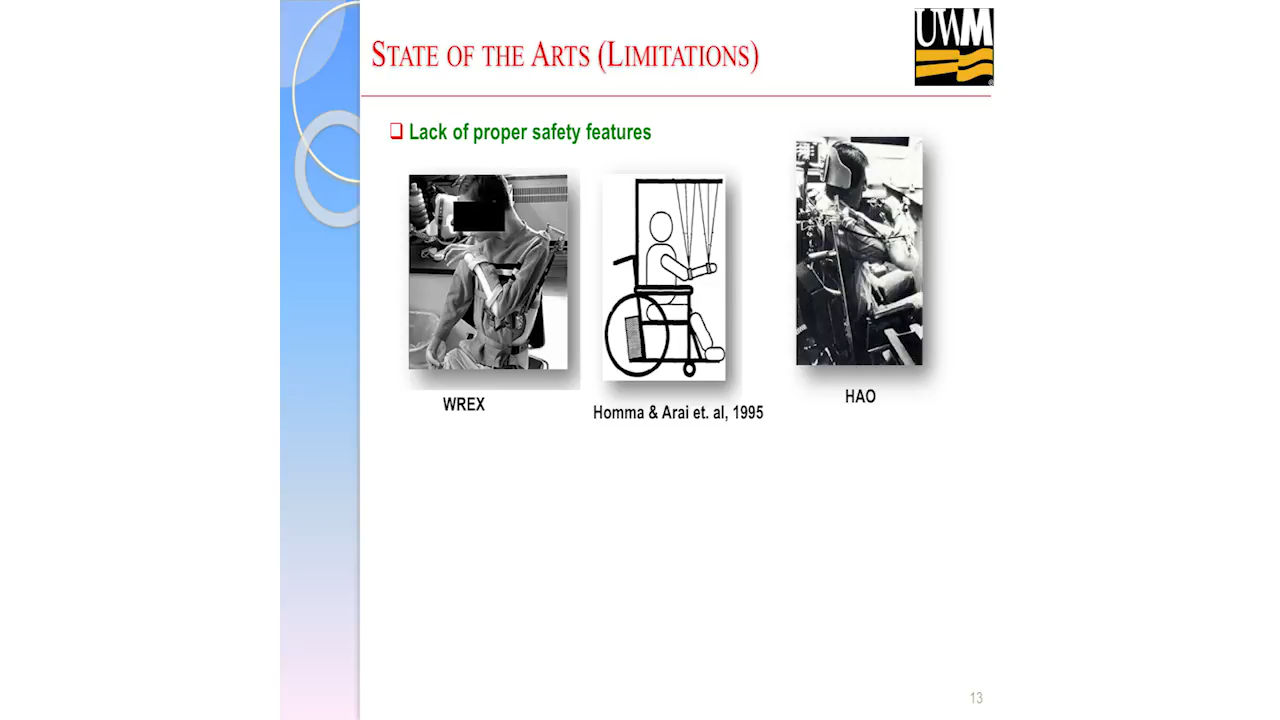 STATE OF THE ARTS (LIMITATIONS)
UWM
Lack of proper safety features
WREX
Homma & Arai et. al, 1995
HAO
13